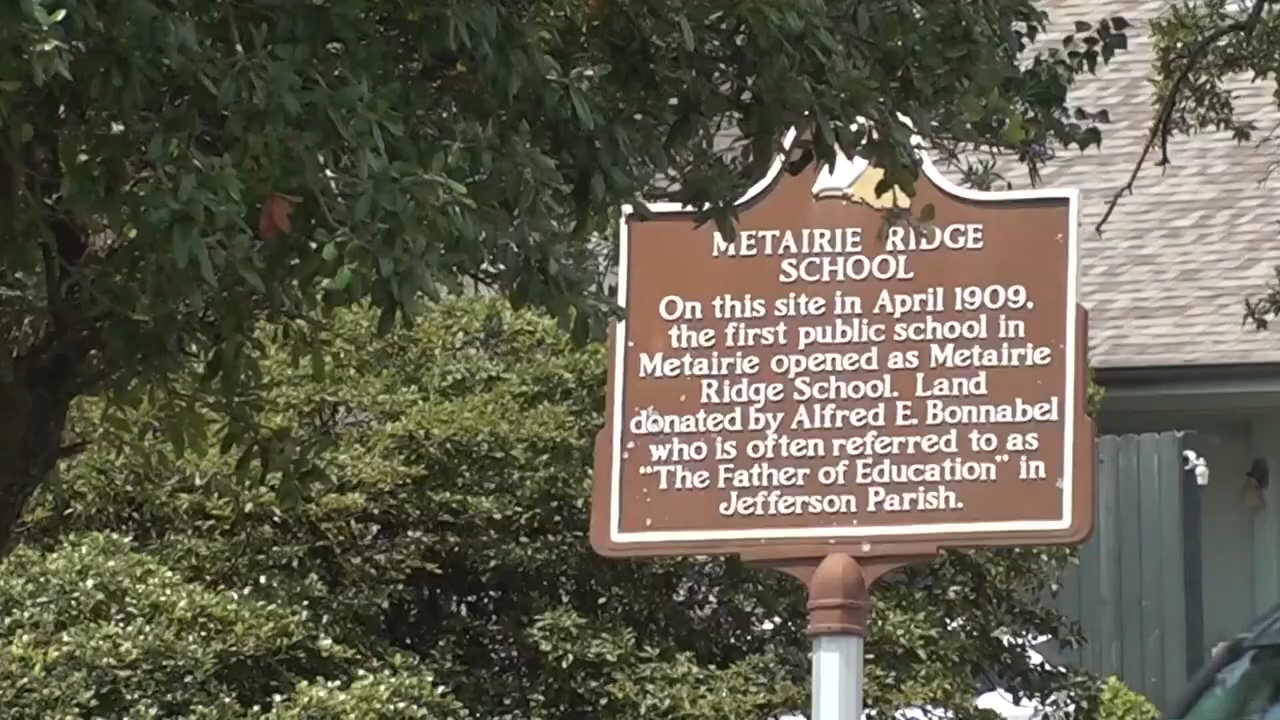 METAIRIE RIDGE
SCHOOL
On this site in April 1909,
the first public school in
Metairie opened as Metairie
Ridge School. Land
donated by Alfred E. Bonnabel
who is often referred to as
"The Father of Education" in
Jefferson Parish.